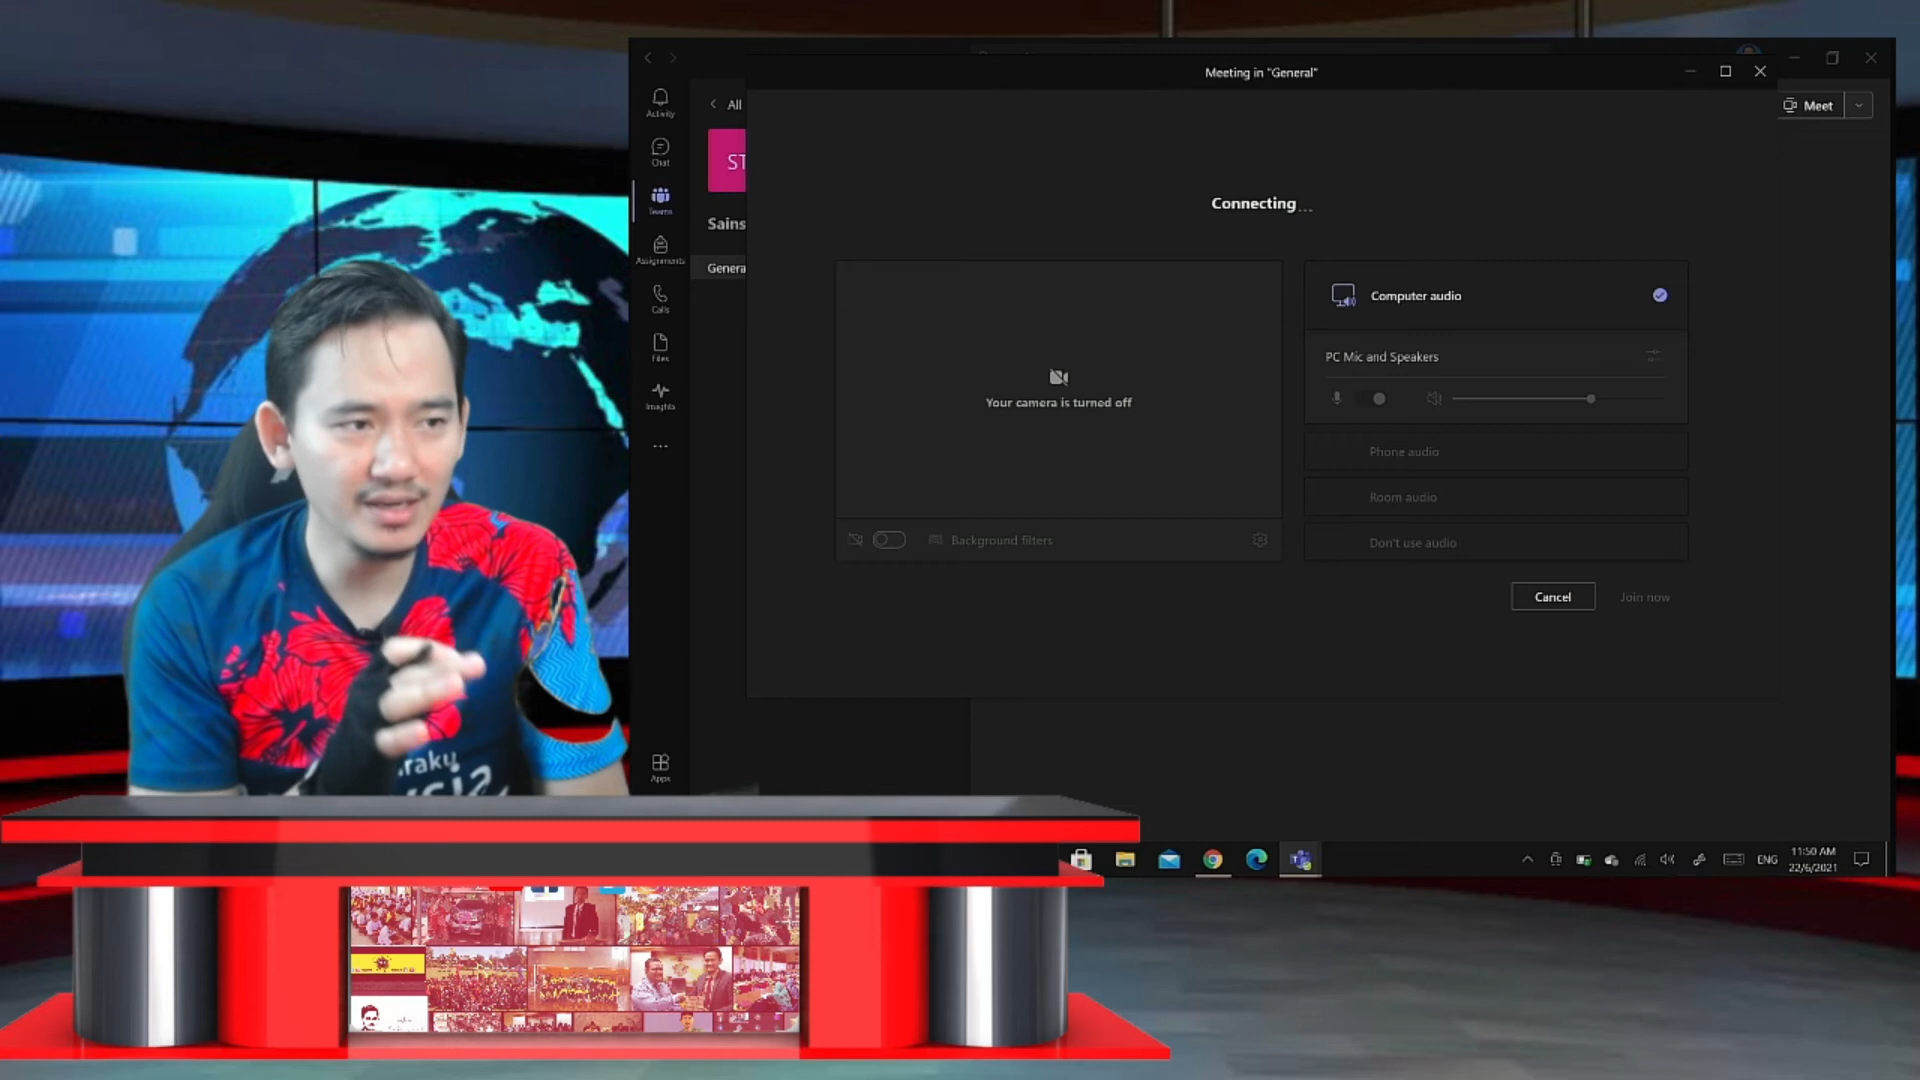 Meeting in "General"
Activity
Chat
Teams
Assignments
Calls
Files
Insights
...
Apps
All
ST
Sains
Genera
Meet
Connecting...
Your camera is turned off
Background filters
Computer audio
PC Mic and Speakers
Phone audio
Room audio
Don't use audio
Cancel
Join now
raku
ENG
11:50 AM
22/6/2021